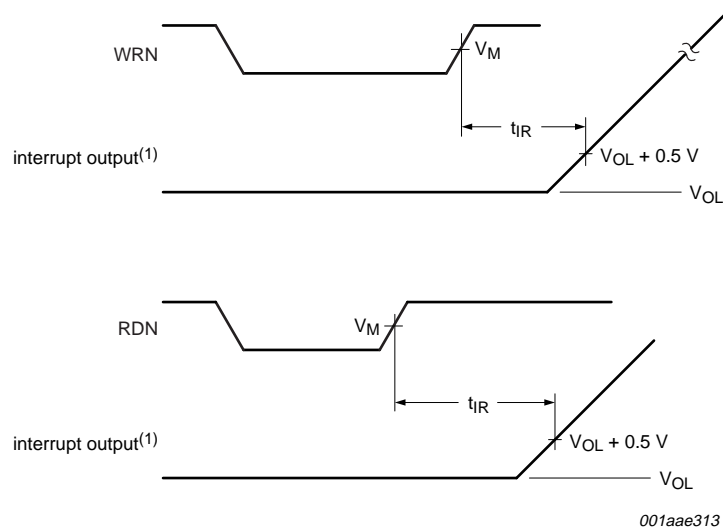 WRN
V_M
t_IR
interrupt output(1)
V_OL + 0.5 V
V_OL
RDN
V_M
t_IR
interrupt output(1)
V_OL + 0.5 V
V_OL
001aae313